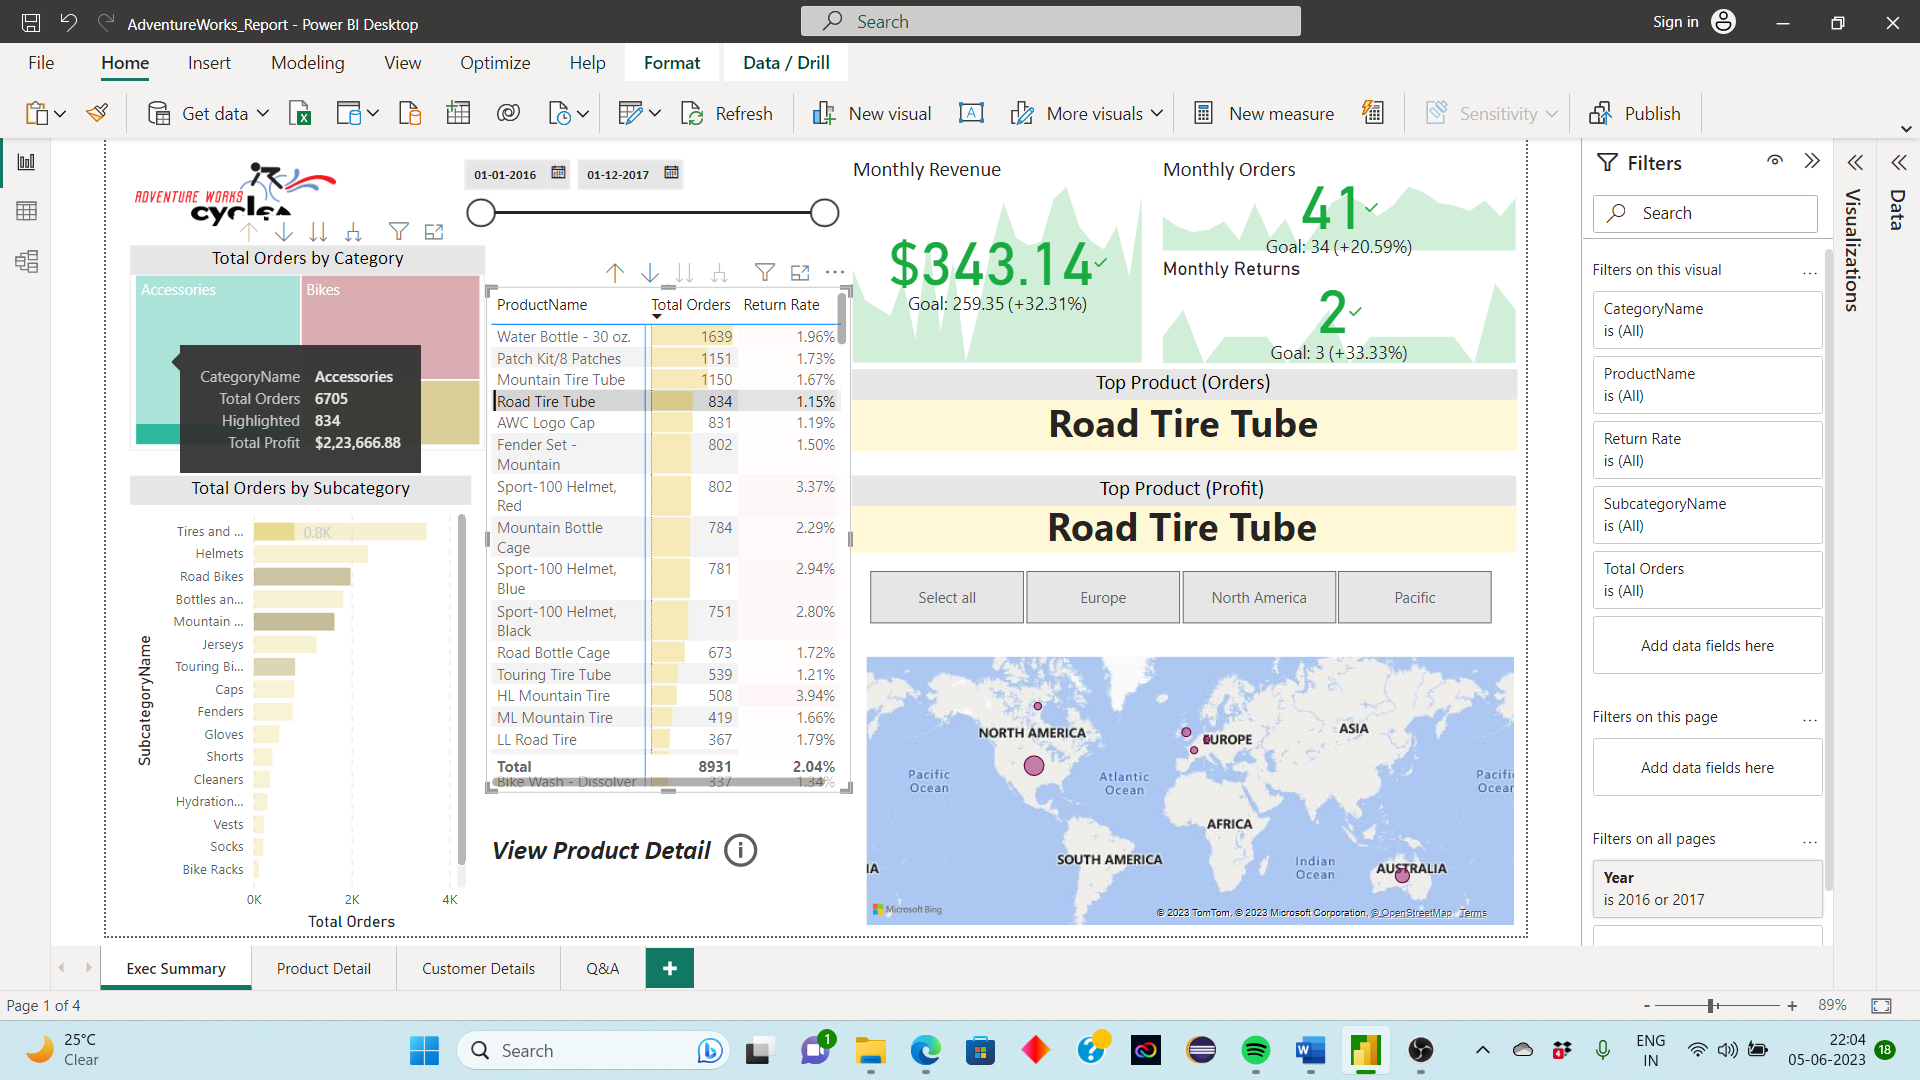 AdventureWorks_Report - Power BI Desktop
Search
Sign in
File
Home
Insert
Modeling
View
Optimize
Help
Format
Data / Drill
Get data
Refresh
New visual
More visuals
New measure
Sensitivity
Publish
ADVENTURE WORKS
cycles
01-01-2016
01-12-2017
Total Orders by Category
Accessories
Bikes
CategoryName Accessories
Total Orders 6705
Highlighted 834
Total Profit $2,23,666.88
Total Orders by Subcategory
SubcategoryName
Tires and ...
0.8K
Helmets
Road Bikes
Bottles an...
Mountain ...
Jerseys
Touring Bi...
Caps
Fenders
Gloves
Shorts
Cleaners
Hydration...
Vests
Socks
Bike Racks
0K 2K 4K
Total Orders
ProductName Total Orders Return Rate
Water Bottle - 30 oz. 1639 1.96%
Patch Kit/8 Patches 1151 1.73%
Mountain Tire Tube 1150 1.67%
Road Tire Tube 834 1.15%
AWC Logo Cap 831 1.19%
Fender Set - 802 1.50%
Mountain
Sport-100 Helmet, 802 3.37%
Red
Mountain Bottle 784 2.29%
Cage
Sport-100 Helmet, 781 2.94%
Blue
Sport-100 Helmet, 751 2.80%
Black
Road Bottle Cage 673 1.72%
Touring Tire Tube 539 1.21%
HL Mountain Tire 508 3.94%
ML Mountain Tire 419 1.66%
LL Road Tire 367 1.79%
Total 8931 2.04%
Bike Wash - Dissolver 337 1.34%
View Product Detail
Monthly Revenue
$343.14
Goal: 259.35 (+32.31%)
Monthly Orders
41
Goal: 34 (+20.59%)
Monthly Returns
2
Goal: 3 (+33.33%)
Top Product (Orders)
Road Tire Tube
Top Product (Profit)
Road Tire Tube
Select all
Europe
North America
Pacific
NORTH AMERICA
EUROPE
ASIA
Pacific
Ocean
Atlantic
Ocean
Pacific
Ocean
AFRICA
SOUTH AMERICA
Indian
Ocean
AUSTRALIA
IA
Microsoft Bing
© 2023 TomTom, © 2023 Microsoft Corporation, © OpenStreetMap Terms
Filters
Search
Filters on this visual ...
CategoryName
is (All)
ProductName
is (All)
Return Rate
is (All)
SubcategoryName
is (All)
Total Orders
is (All)
Add data fields here
Filters on this page ...
Add data fields here
Filters on all pages ...
Year
is 2016 or 2017
Visualizations
Data
Exec Summary
Product Detail
Customer Details
Q&A
+
Page 1 of 4
- + 89%
25°C
Clear
Search
1
4
ENG
IN
22:04
05-06-2023
18